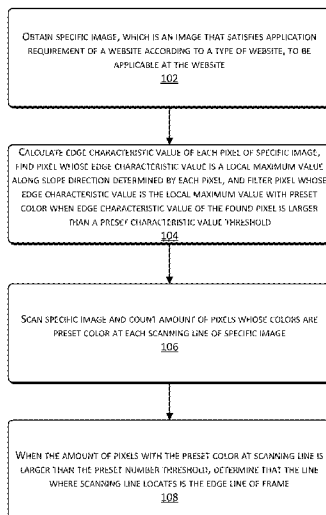 OBTAIN SPECIFIC IMAGE, WHICH IS AN IMAGE THAT SATISFIES APPLICATION
REQUIREMENT OF A WEBSITE ACCORDING TO A TYPE OF WEBSITE, TO BE
APPLICABLE AT THE WEBSITE
102
CALCULATE EDGE CHARACTERISTIC VALUE OF EACH PIXEL OF SPECIFIC IMAGE,
FIND PIXEL WHOSE EDGE CHARACTERISTIC VALUE IS A LOCAL MAXIMUM VALUE
ALONG SLOPE DIRECTION DETERMINED BY EACH PIXEL, AND FILTER PIXEL WHOSE
EDGE CHARACTERISTIC VALUE IS THE LOCAL MAXIMUM VALUE WITH PRESET
COLOR WHEN EDGE CHARACTERISTIC VALUE OF THE FOUND PIXEL IS LARGER
THAN A PRESET CHARACTERISTIC VALUE THRESHOLD
104
SCAN SPECIFIC IMAGE AND COUNT AMOUNT OF PIXELS WHOSE COLORS ARE
PRESET COLOR AT EACH SCANNING LINE OF SPECIFIC IMAGE
106
WHEN THE AMOUNT OF PIXELS WITH THE PRESET COLOR AT SCANNING LINE IS
LARGER THAN THE PRESET NUMBER THRESHOLD, DETERMINE THAT THE LINE
WHERE SCANNING LINE LOCATES IS THE EDGE LINE OF FRAME
108